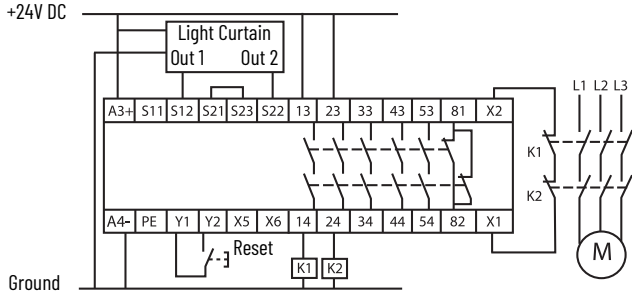 +24V DC
Light Curtain
Out 1 Out 2
L1 L2 L3
A3+ S11 S12 S21 S23 S22 13 23 33 43 53 81 X2
K1
K2
A4- PE Y1 Y2 X5 X6 14 24 34 44 54 82 X1
Reset
M
K1 K2
Ground